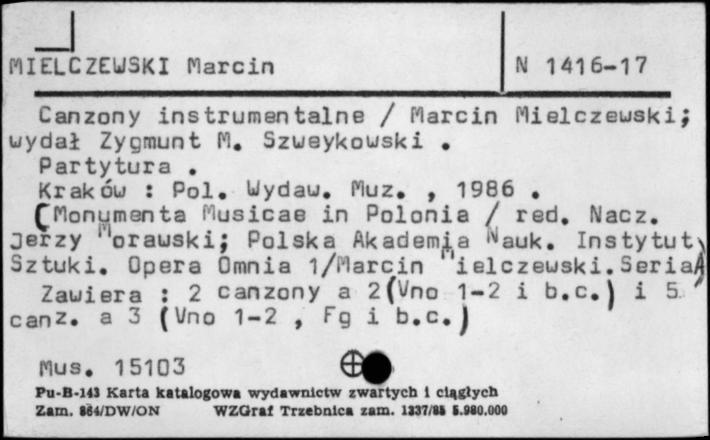 MIELCZEWSKI Marcin
N 1416-17
Canzony instrumentalne / Marcin Mielczewski;
wydał Zygmunt M. Szweykowski .
Partytura .
Kraków : Pol. Wydaw. Muz. , 1986 .
(Monumenta Musicae in Polonia / red. Nacz.
Jerzy Morawski; Polska Akademia Nauk. Instytut
Sztuki. Opera Omnia 1/Marcin Mielczewski.Seria A)
Zawiera : 2 canzony a 2(Vno 1-2 i b.c.) i 5
canz. a 3 (Vno 1-2 , Fg i b.c.)
Mus. 15103
Pu-B-143 Karta katalogowa wydawnictw zwartych i ciągłych
Zam. 864/DW/ON WZGraf Trzebnica zam. 1337/85 5.980.000